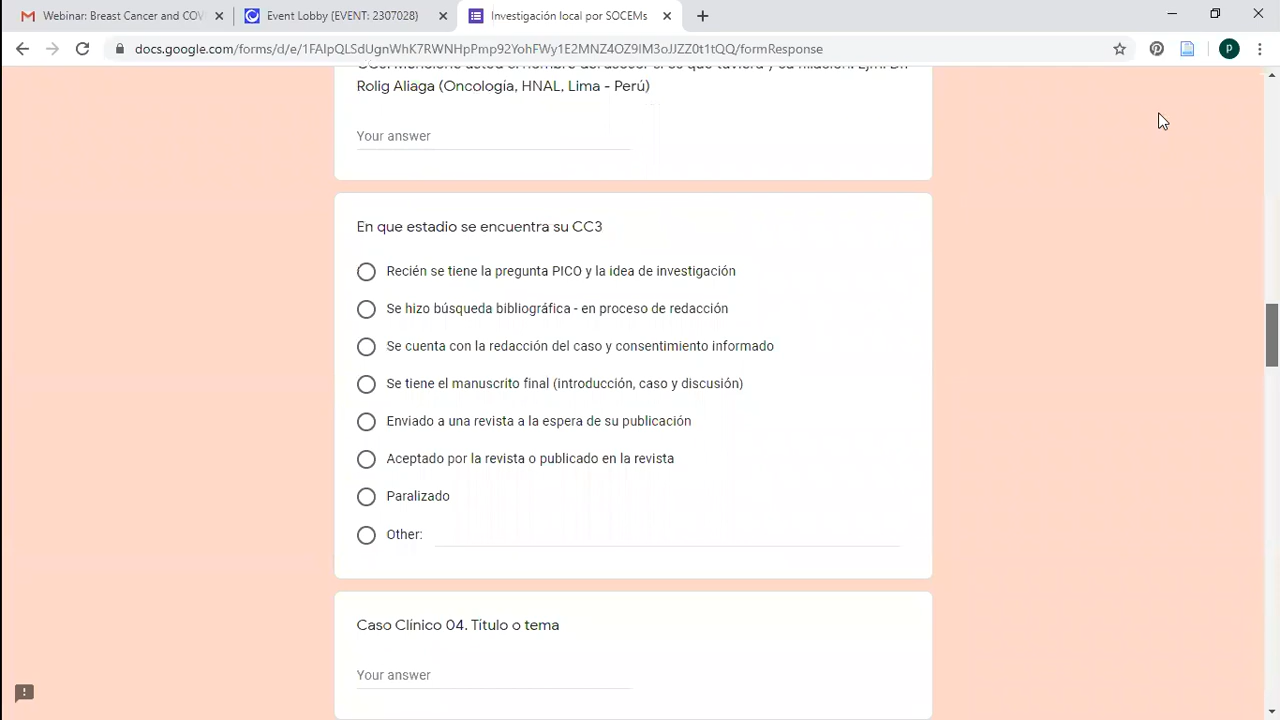 Webinar: Breast Cancer and COV
Event Lobby (EVENT: 2307028)
Investigación local por SOCEMs
docs.google.com/forms/d/e/1FAIpQLSdUgnWhK7RWNHpPmp92YohFWy1E2MNZ4OZ9IM3oJJZZ0t1tQQ/formResponse
P
Rolig Aliaga (Oncología, HNAL, Lima - Perú)
Your answer
En que estadio se encuentra su CC3
Recién se tiene la pregunta PICO y la idea de investigación
Se hizo búsqueda bibliográfica - en proceso de redacción
Se cuenta con la redacción del caso y consentimiento informado
Se tiene el manuscrito final (introducción, caso y discusión)
Enviado a una revista a la espera de su publicación
Aceptado por la revista o publicado en la revista
Paralizado
Other:
Caso Clínico 04. Título o tema
Your answer